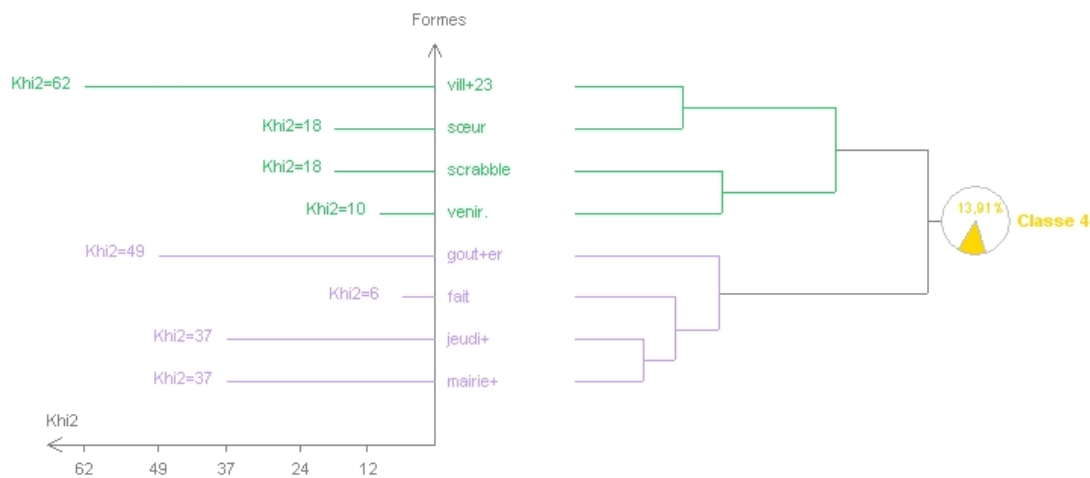 Formes
Khi2=62 vill+23
Khi2=18 sœur
Khi2=18 scrabble
Khi2=10 venir.
13,91% Classe 4
Khi2=49 gout+er
Khi2=6 fait
Khi2=37 jeudi+
Khi2=37 mairie+
Khi2
62 49 37 24 12